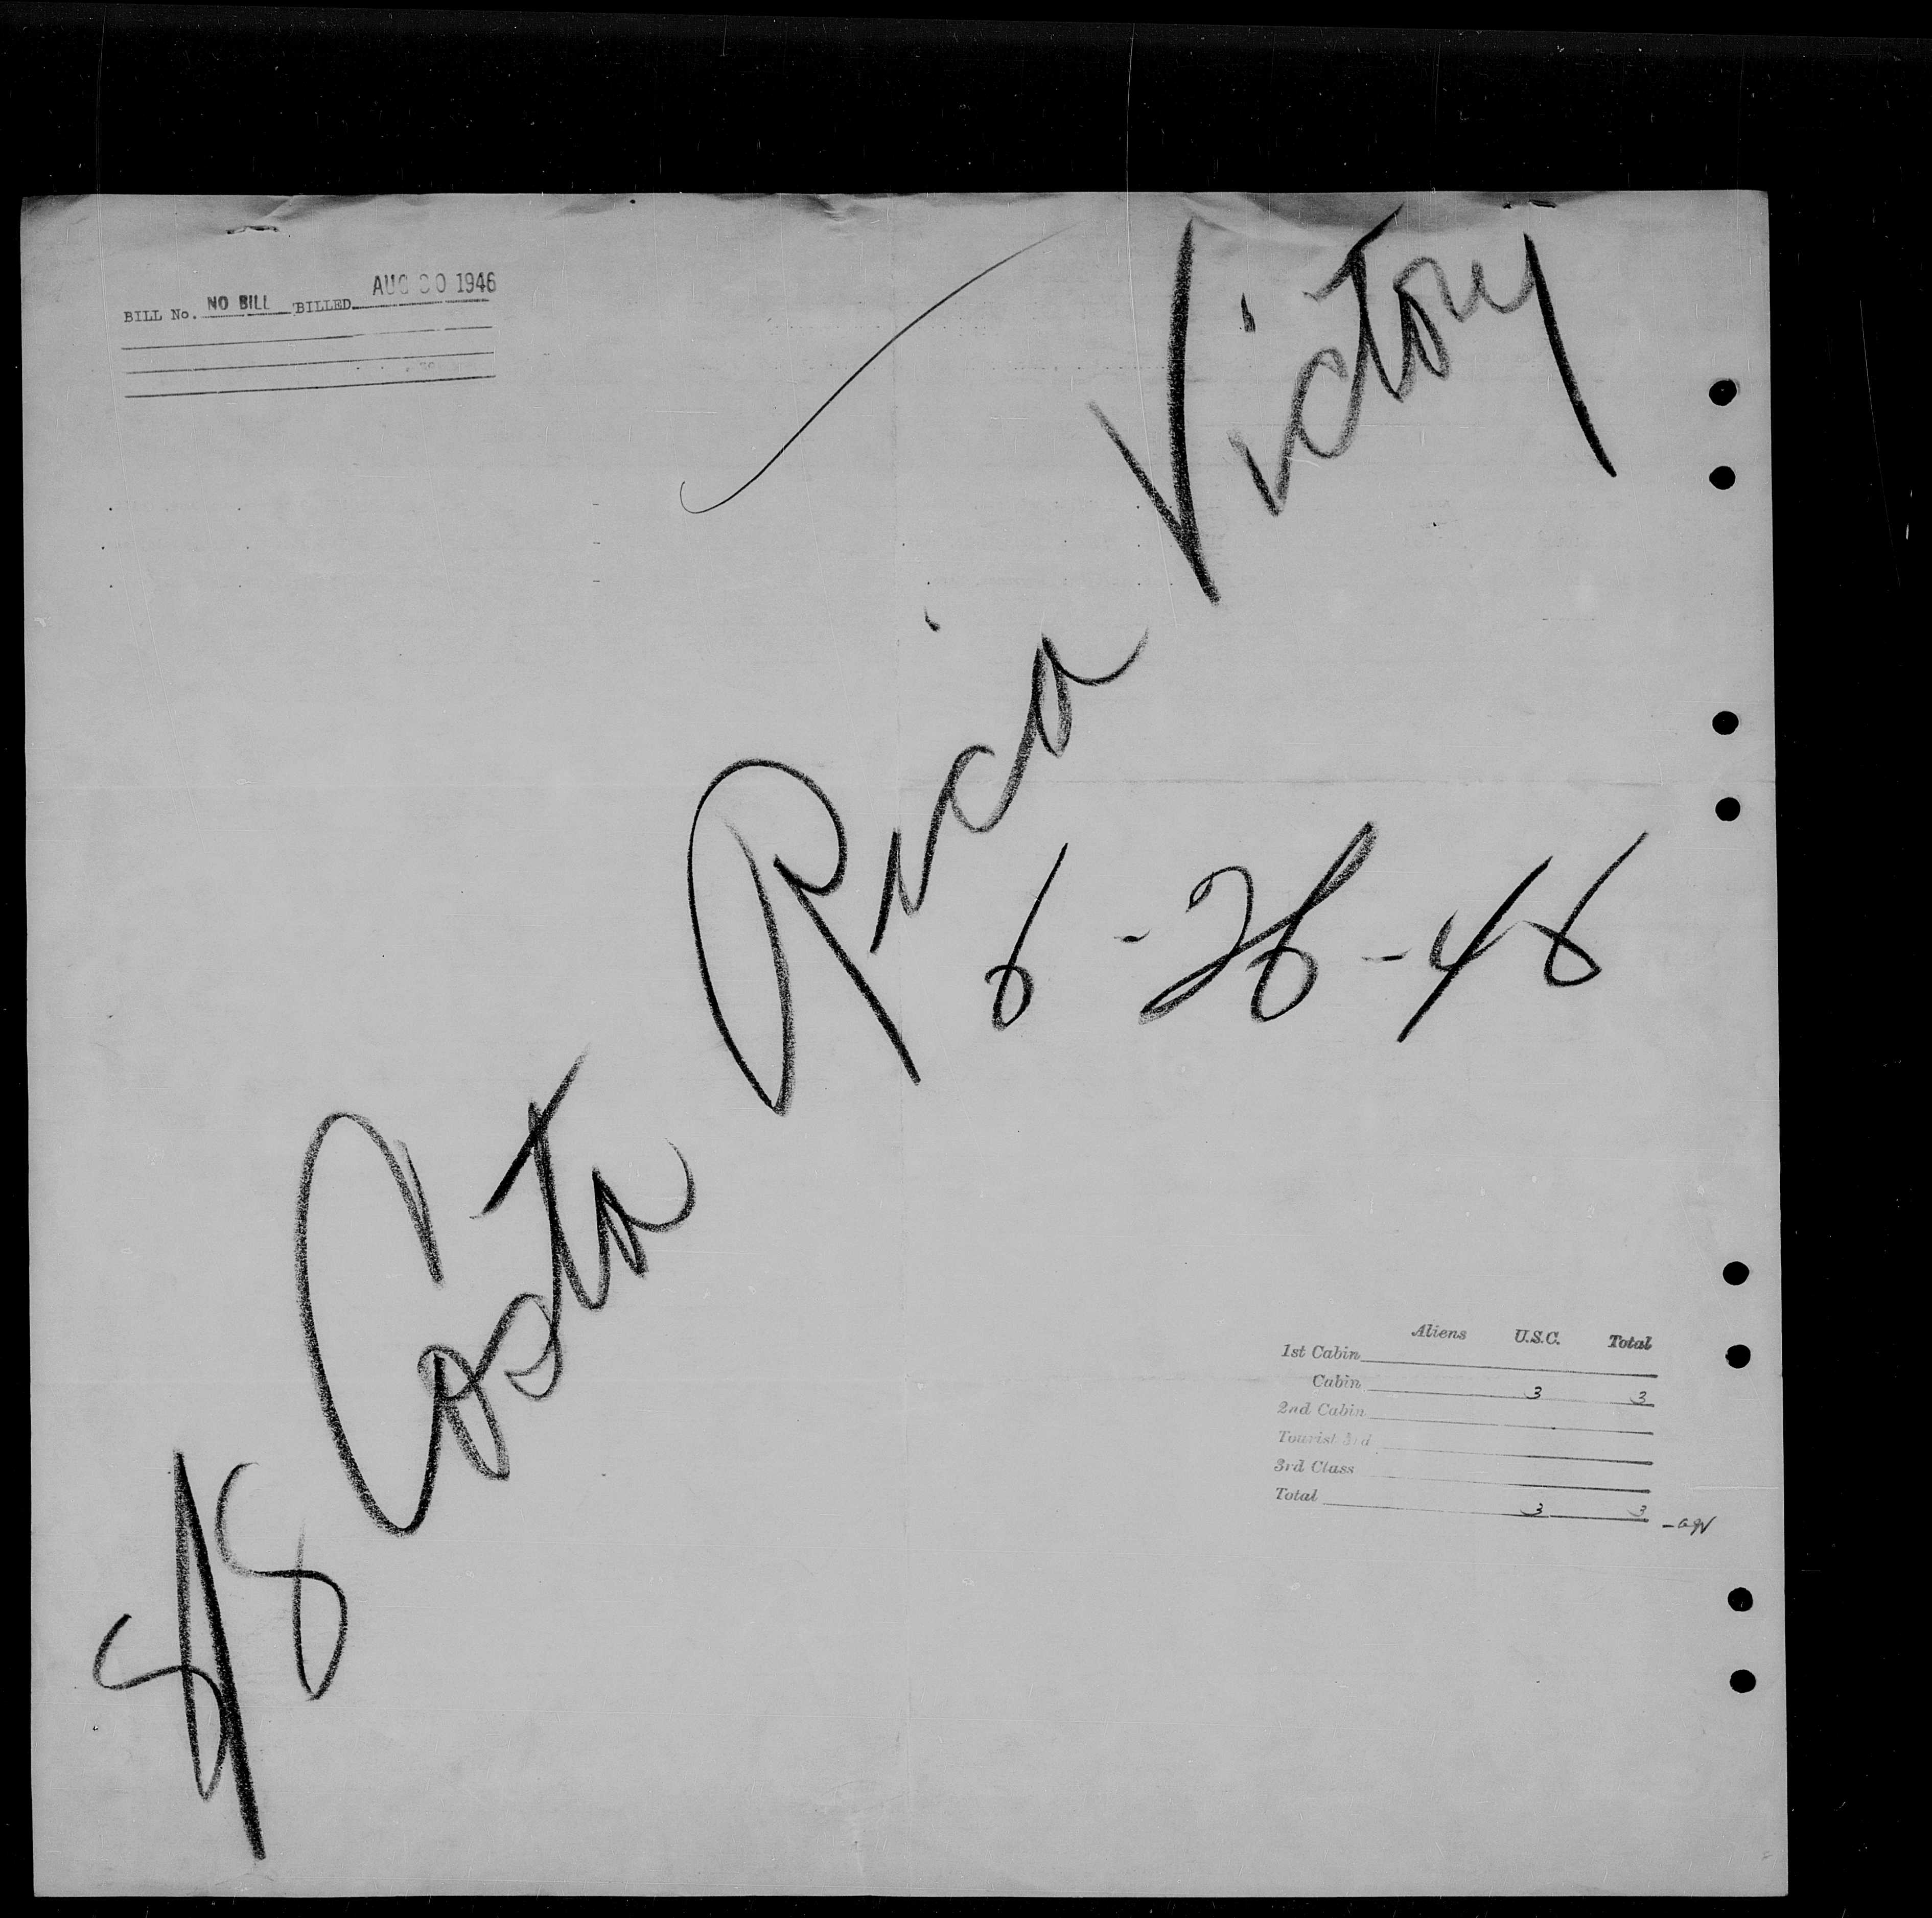 BILL No. NO BILL BILLED AUG 30 1946
S/S Costa Rica Victory
6-26-46
Aliens U.S.C. Total
1st Cabin
Cabin 3 3
2nd Cabin
Tourist 3rd
3rd Class
Total 3 3